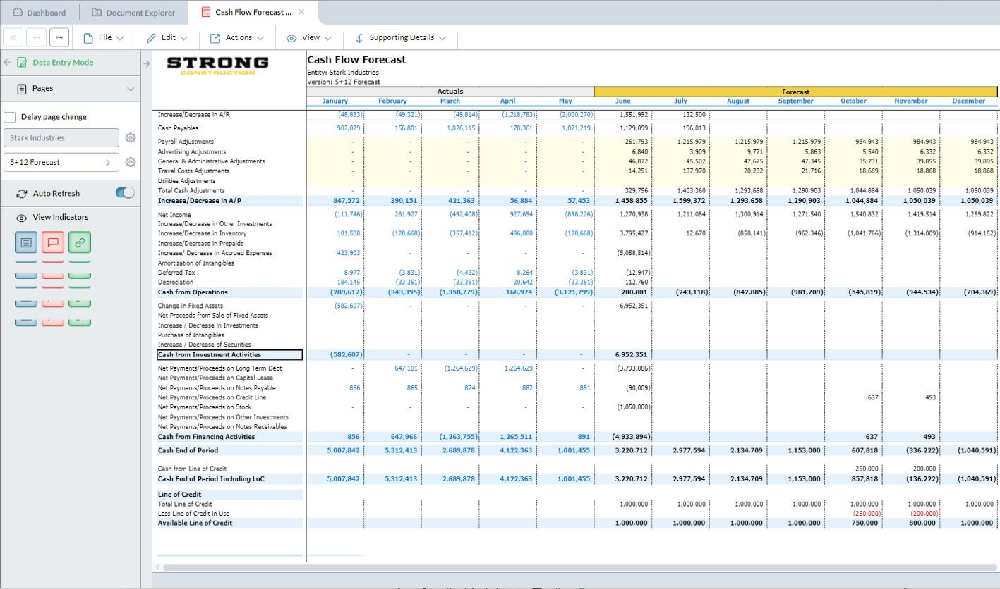 Dashboard Document Explorer Cash Flow Forecast ...
File Edit Actions View Supporting Details
Data Entry Mode
Pages
Delay page change
Stark Industries
5+12 Forecast
Auto Refresh
View Indicators
STRONG
CONSTRUCTION
Cash Flow Forecast
Entity: Stark Industries
Version: 5+12 Forecast
Actuals Forecast
January February March April May June July August September October November December
Increase/Decrease in A/R (48,833) (49,321) (49,814) (1,218,783) (2,000,270) 1,551,992 132,500
Cash Payables 902,079 156,801 1,026,115 178,361 1,071,219 1,129,099 196,013
Payroll Adjustments - - - - - 261,793 1,215,979 1,215,979 1,215,979 984,943 984,943 984,943
Advertising Adjustments - - - - - 6,840 3,909 9,771 5,863 5,540 6,332 6,332
General & Administrative Adjustments - - - - - 46,872 45,502 47,675 47,345 35,731 39,895 39,895
Travel Costs Adjustments - - - - - 14,251 137,970 20,232 21,716 18,669 18,868 18,868
Utilities Adjustments
Total Cash Adjustments - - - - - 329,756 1,403,360 1,293,658 1,290,903 1,044,884 1,050,039 1,050,039
Increase/Decrease in A/P 847,572 390,151 421,363 56,884 57,453 1,458,855 1,599,372 1,293,658 1,290,903 1,044,884 1,050,039 1,050,039
Net Income (111,746) 261,927 (492,408) 927,654 (898,226) 1,270,938 1,211,084 1,300,914 1,271,540 1,540,832 1,419,514 1,259,822
Increase/Decrease in Other Investments
Increase/Decrease in Inventory 101,508 (128,668) (357,412) 486,080 (128,668) 3,795,427 12,670 (850,141) (962,346) (1,041,766) (1,314,009) (914,152)
Increase/Decrease in Prepaids
Increase/ Decrease in Accrued Expenses 423,903 - - - - (5,058,514)
Amortization of Intangibles
Deferred Tax 8,977 (3,831) (4,432) 8,264 (3,831) (12,947)
Depreciation 184,145 (33,351) (33,351) 20,642 (33,351) 112,760
Cash from Operations (289,617) (343,395) (1,358,779) 166,974 (3,121,799) 200,801 (243,118) (842,885) (981,709) (545,819) (944,534) (704,369)
Change in Fixed Assets (582,607) - - - - 6,952,351
Net Proceeds from Sale of Fixed Assets
Increase / Decrease in Investments
Purchase of Intangibles
Increase / Decrease of Securities
Cash from Investment Activities (582,607) - - - - 6,952,351
Net Payments/Proceeds on Long Term Debt - 647,101 (1,264,629) 1,264,629 - (3,793,886)
Net Payments/Proceeds on Capital Lease
Net Payments/Proceeds on Notes Payable 856 865 874 882 891 (90,009)
Net Payments/Proceeds on Credit Line 637 493
Net Payments/Proceeds on Stock - - - - - (1,050,000)
Net Payments/Proceeds on Other Investments
Net Payments/Proceeds on Notes Receivables
Cash from Financing Activities 856 647,966 (1,263,755) 1,265,511 891 (4,933,894) 637 493
Cash End of Period 5,007,842 5,312,413 2,689,878 4,122,363 1,001,455 3,220,712 2,977,594 2,134,709 1,153,000 607,818 (336,222) (1,040,591)
Cash from Line of Credit 250,000 200,000
Cash End of Period Including LoC 5,007,842 5,312,413 2,689,878 4,122,363 1,001,455 3,220,712 2,977,594 2,134,709 1,153,000 857,818 (136,222) (1,040,591)
Line of Credit
Total Line of Credit 1,000,000 1,000,000 1,000,000 1,000,000 1,000,000 1,000,000 1,000,000
Less Line of Credit in Use (250,000) (200,000)
Available Line of Credit 1,000,000 1,000,000 1,000,000 1,000,000 750,000 800,000 1,000,000